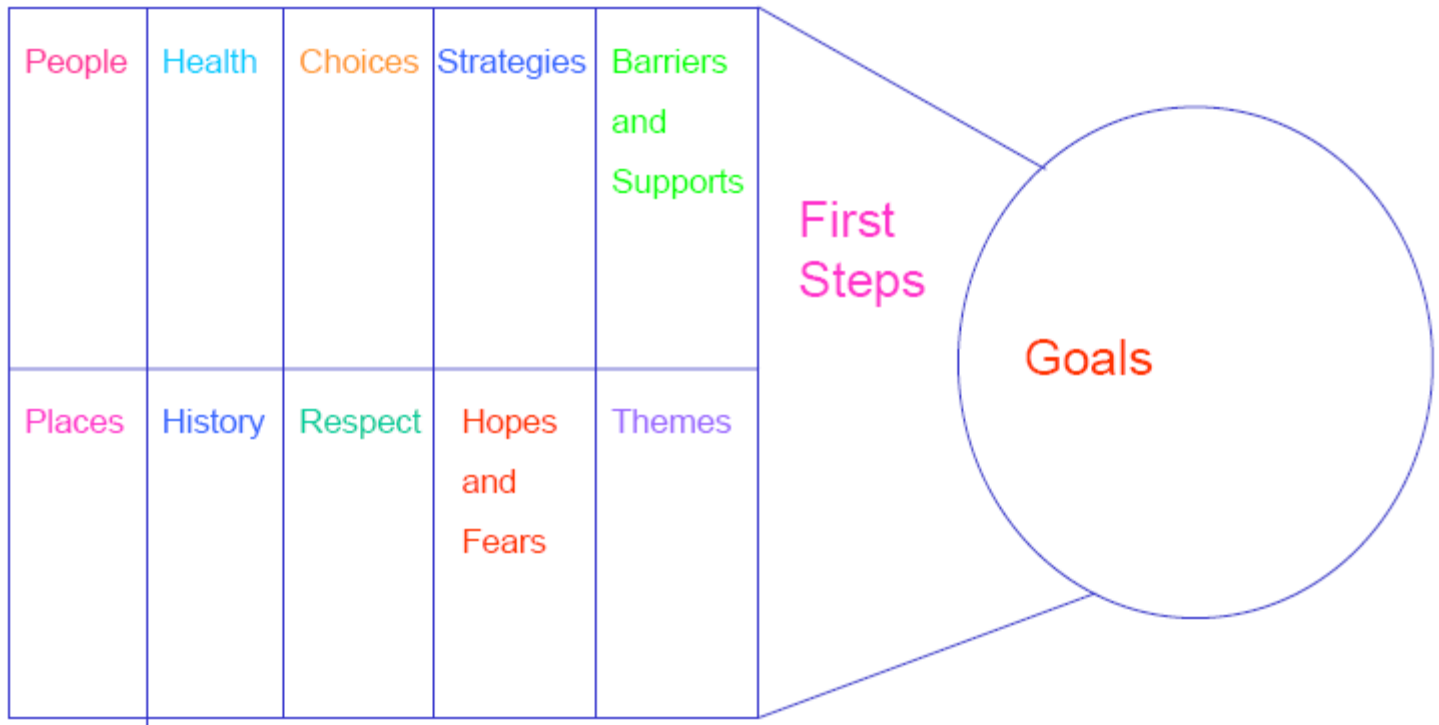 People
Health
Choices
Strategies
Barriers
and
Supports
First
Steps
Goals
Places
History
Respect
Hopes
and
Fears
Themes